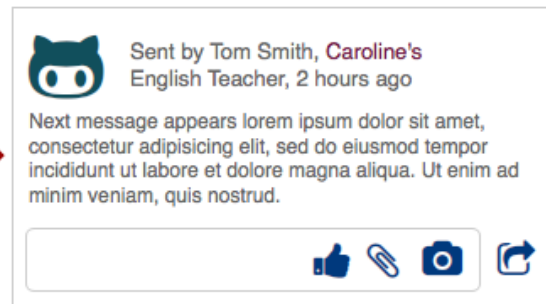 Sent by Tom Smith, Caroline's
English Teacher, 2 hours ago
Next message appears lorem ipsum dolor sit amet,
consectetur adipisicing elit, sed do eiusmod tempor
incididunt ut labore et dolore magna aliqua. Ut enim ad
minim veniam, quis nostrud.